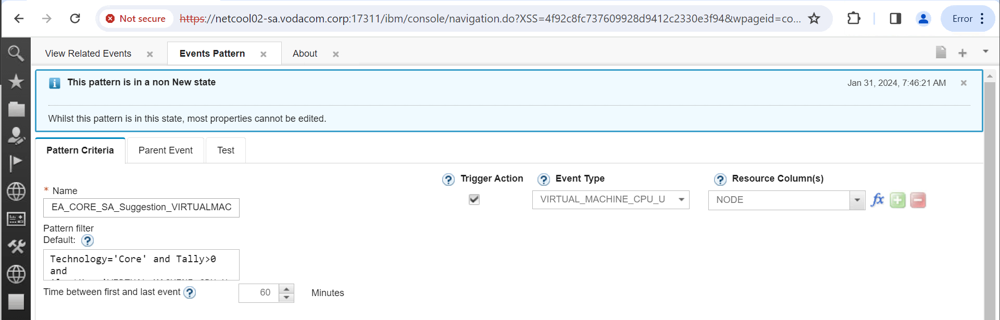 Not secure https://netcool02-sa.vodacom.corp:17311/ibm/console/navigation.do?XSS=4f92c8fc737609928d9412c2330e3f94&wpageid=co... Error
View Related Events Events Pattern About
This pattern is in a non New state Jan 31, 2024, 7:46:21 AM
Whilst this pattern is in this state, most properties cannot be edited.
Pattern Criteria Parent Event Test
Trigger Action Event Type Resource Column(s)
* Name
VIRTUAL_MACHINE_CPU_U NODE fx
EA_CORE_SA_Suggestion_VIRTUALMAC
Pattern filter
Default:
Technology='Core' and Tally>0
and
Time between first and last event 60 Minutes